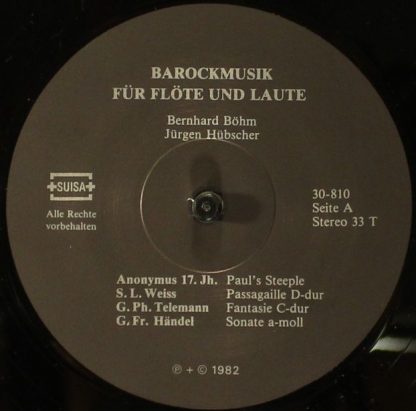 BAROCKMUSIK
FÜR FLÖTE UND LAUTE
Bernhard Böhm
Jürgen Hübscher
+SUISA+
Alle Rechte
vorbehalten
30-810
Seite A
Stereo 33 T
Anonymus 17. Jh. Paul's Steeple
S. L. Weiss Passagaille D-dur
G. Ph. Telemann Fantasie C-dur
G. Fr. Händel Sonate a-moll
℗ + © 1982